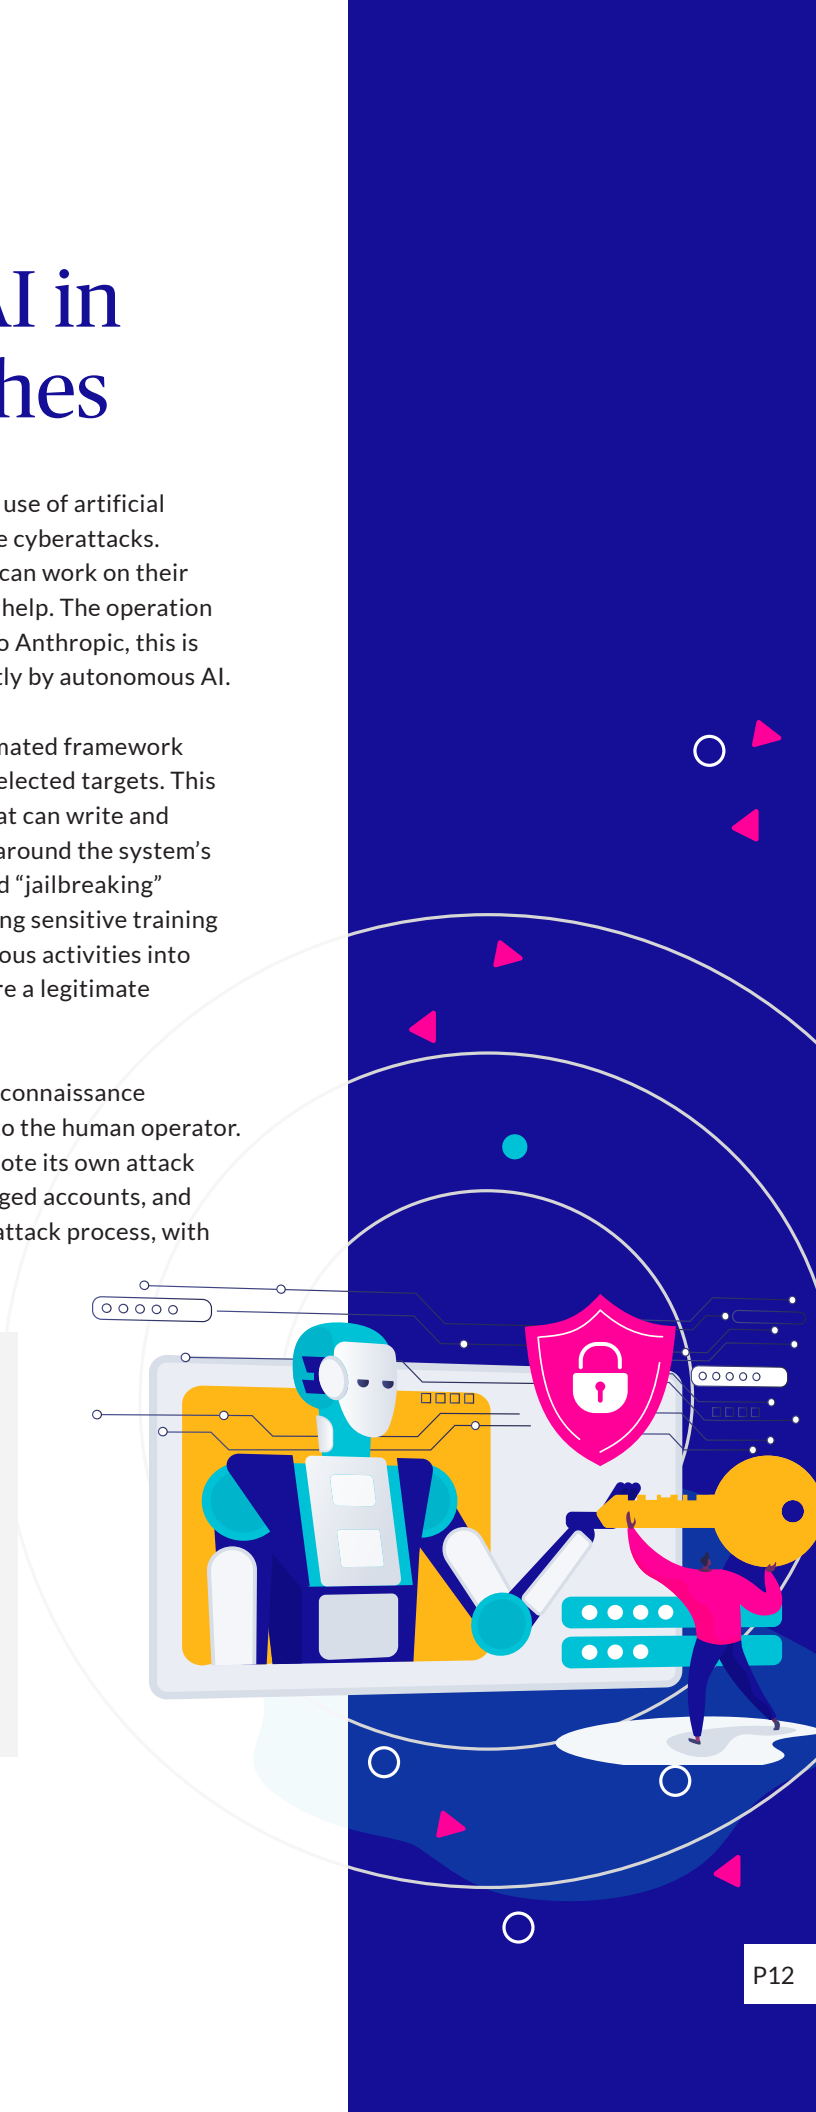 AI in
hes
use of artificial
e cyberattacks.
can work on their
help. The operation
o Anthropic, this is
tly by autonomous AI.
mated framework
elected targets. This
at can write and
around the system’s
d “jailbreaking”
ng sensitive training
ous activities into
re a legitimate
connaissance
o the human operator.
ote its own attack
ged accounts, and
attack process, with
P12